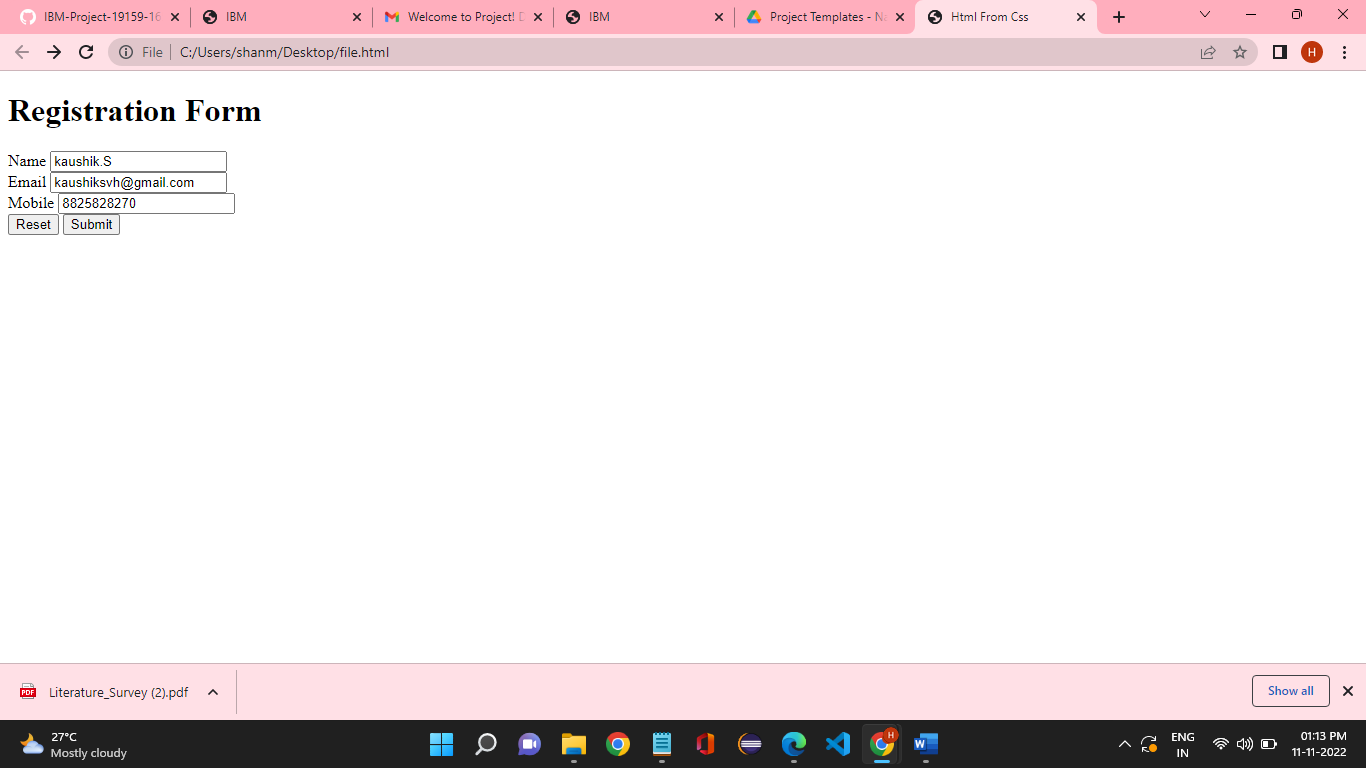 IBM-Project-19159-16
IBM
Welcome to Project! D
IBM
Project Templates - Na
Html From Css
H
File
C:/Users/shanm/Desktop/file.html
Registration Form
Name kaushik.S
Email kaushiksvh@gmail.com
Mobile 8825828270
Reset Submit
PDF
Literature_Survey (2).pdf
Show all
27°C
Mostly cloudy
H
W
ENG
IN
01:13 PM
11-11-2022